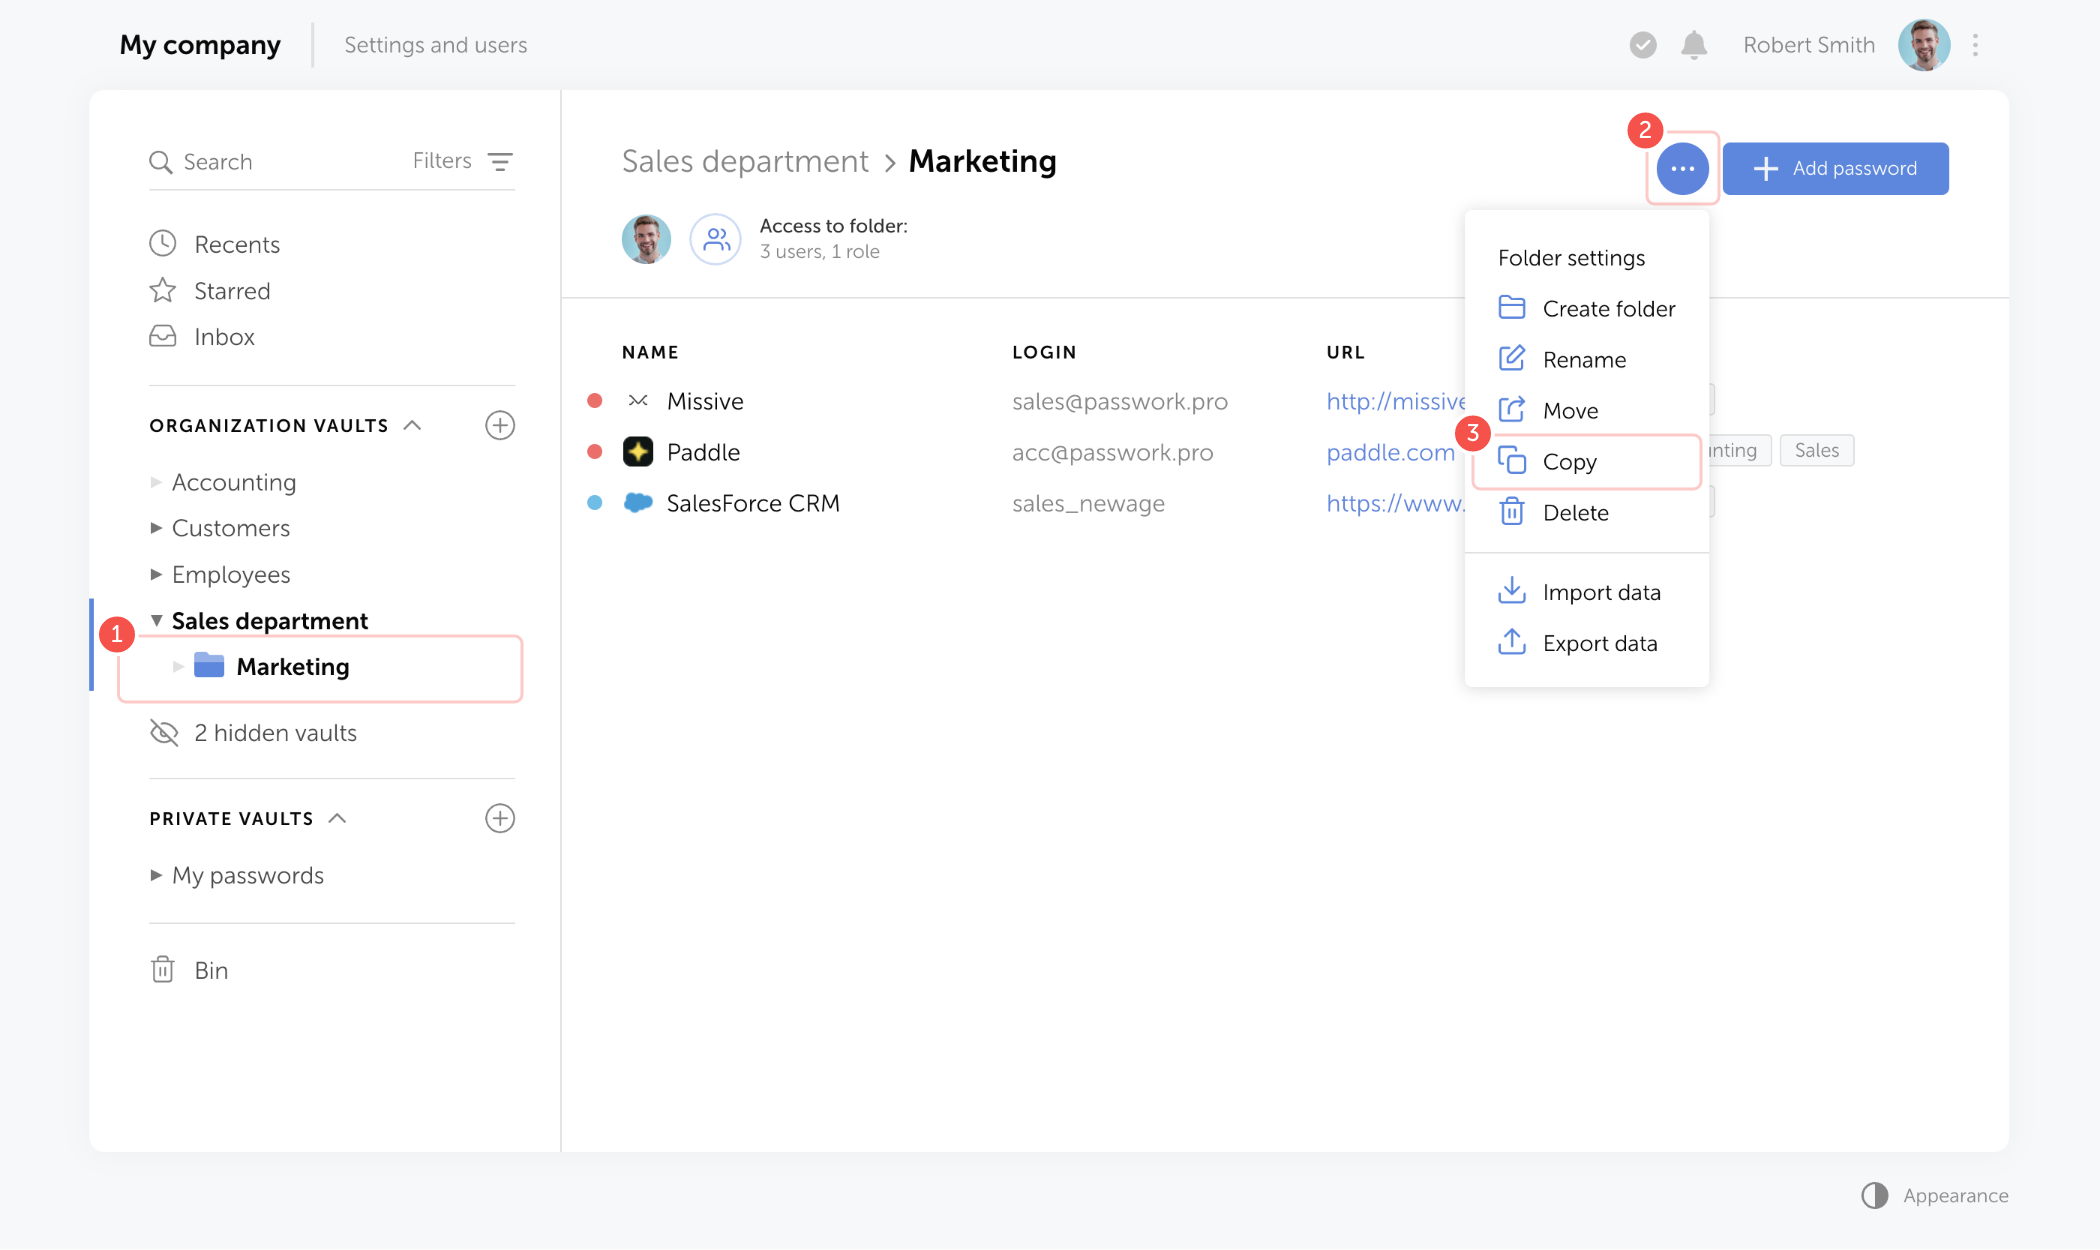 My company
Settings and users
Robert Smith
Search
Filters
Recents
Starred
Inbox
ORGANIZATION VAULTS
Accounting
Customers
Employees
Sales department
1
Marketing
2 hidden vaults
PRIVATE VAULTS
My passwords
Bin
Sales department > Marketing
2
Add password
Access to folder:
3 users, 1 role
NAME LOGIN URL
Missive sales@passwork.pro http://missive
Paddle acc@passwork.pro paddle.com Sales
SalesForce CRM sales_newage https://www.
Folder settings
Create folder
Rename
Move
3
Copy
Delete
Import data
Export data
Appearance